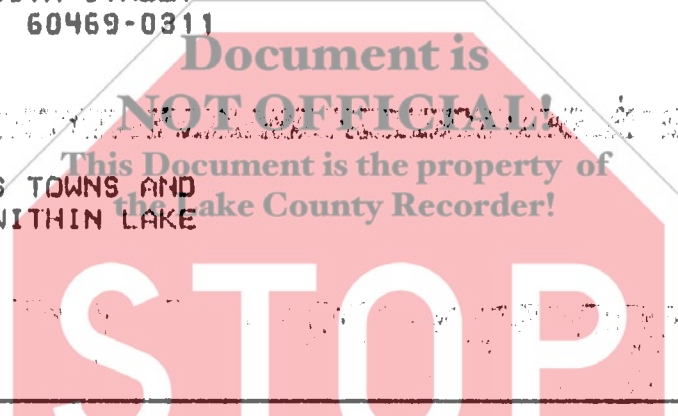 60469-0311
Document is
NOT OFFICIAL!
This Document is the property of
TOWNS AND
the Lake County Recorder!
WITHIN LAKE
STOP